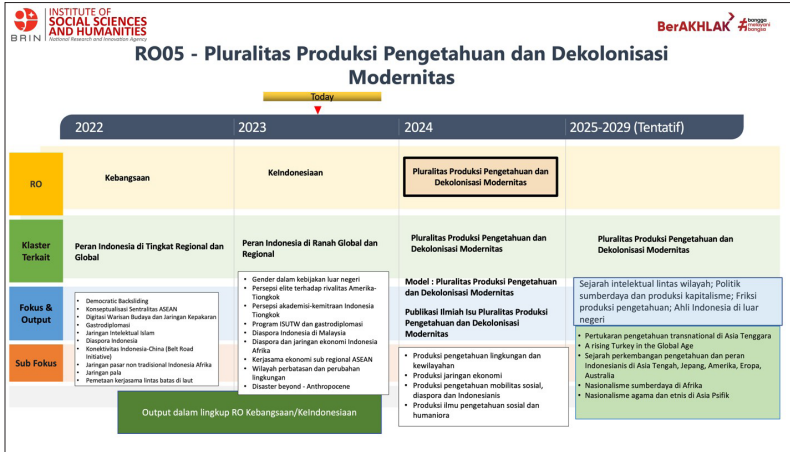 BRIN
INSTITUTE OF
SOCIAL SCIENCES
AND HUMANITIES
National Research and Innovation Agency
BerAKHLAK
#bangga
melayani
bangsa
RO05 - Pluralitas Produksi Pengetahuan dan Dekolonisasi
Modernitas
Today
2022
2023
2024
2025-2029 (Tentatif)
RO
Kebangsaan
KeIndonesiaan
Pluralitas Produksi Pengetahuan dan
Dekolonisasi Modernitas
Klaster
Terkait
Peran Indonesia di Tingkat Regional dan
Global
Peran Indonesia di Ranah Global dan
Regional
Pluralitas Produksi Pengetahuan dan
Dekolonisasi Modernitas
Pluralitas Produksi Pengetahuan dan
Dekolonisasi Modernitas
Fokus &
Output
Sub Fokus
• Democratic Backsliding
• Konseptualisasi Sentralitas ASEAN
• Digitasi Warisan Budaya dan Jaringan Kepakaran
• Gastrodiplomasi
• Jaringan Intelektual Islam
• Diaspora Indonesia
• Konektivitas Indonesia-China (Belt Road
Initiative)
• Jaringan pasar non tradisional Indonesia Afrika
• Jaringan pala
• Pemetaan kerjasama lintas batas di laut
• Gender dalam kebijakan luar negeri
• Persepsi elite terhadap rivalitas Amerika-
Tiongkok
• Persepsi akademisi-kemitraan Indonesia
Tiongkok
• Program ISUTW dan gastrodiplomasi
• Diaspora Indonesia di Malaysia
• Diaspora dan jaringan ekonomi Indonesia
Afrika
• Kerjasama ekonomi sub regional ASEAN
• Wilayah perbatasan dan perubahan
lingkungan
• Disaster beyond - Anthropocene
Model : Pluralitas Produksi Pengetahuan
dan Dekolonisasi Modernitas
Publikasi Ilmiah Isu Pluralitas Produksi
Pengetahuan dan Dekolonisasi
Modernitas
• Produksi pengetahuan lingkungan dan
kewilayahan
• Produksi jaringan ekonomi
• Produksi pengetahuan mobilitas sosial,
diaspora dan Indonesianis
• Produksi ilmu pengetahuan sosial dan
humaniora
Sejarah intelektual lintas wilayah; Politik
sumberdaya dan produksi kapitalisme; Friksi
produksi pengetahuan; Ahli Indonesia di luar
negeri
• Pertukaran pengetahuan transnational di Asia Tenggara
• A rising Turkey in the Global Age
• Sejarah perkembangan pengetahuan dan peran
Indonesianis di Asia Tengah, Jepang, Amerika, Eropa,
Australia
• Nasionalisme sumberdaya di Afrika
• Nasionalisme agama dan etnis di Asia Psifik
Output dalam lingkup RO Kebangsaan/KeIndonesiaan